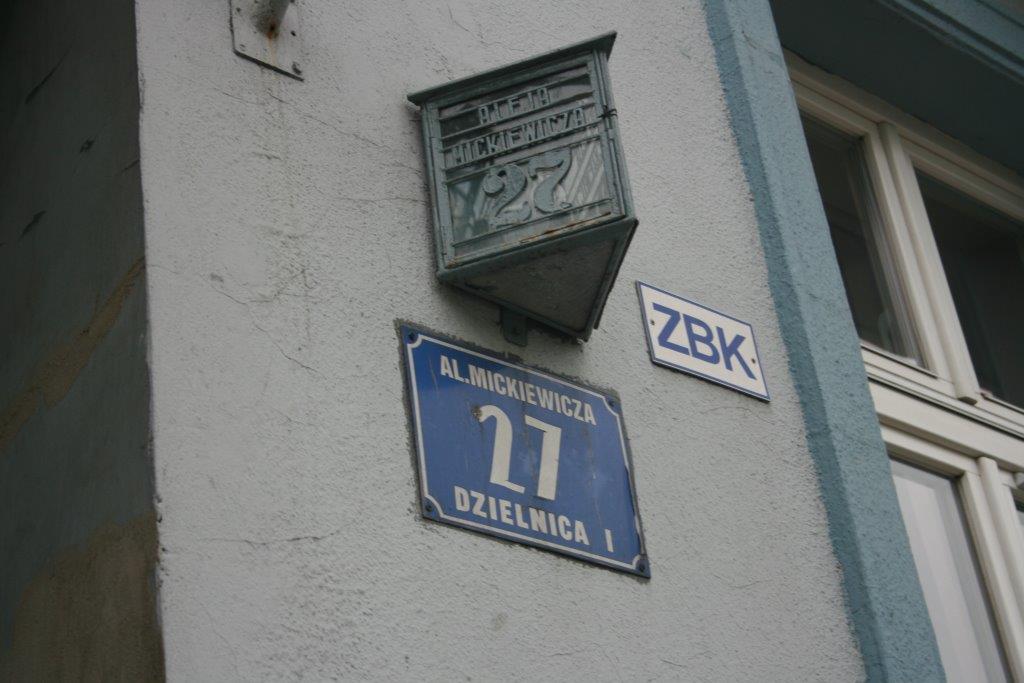 ALEJA
MICKIEWICZA
27
ZBK
AL.MICKIEWICZA
27
DZIELNICA I